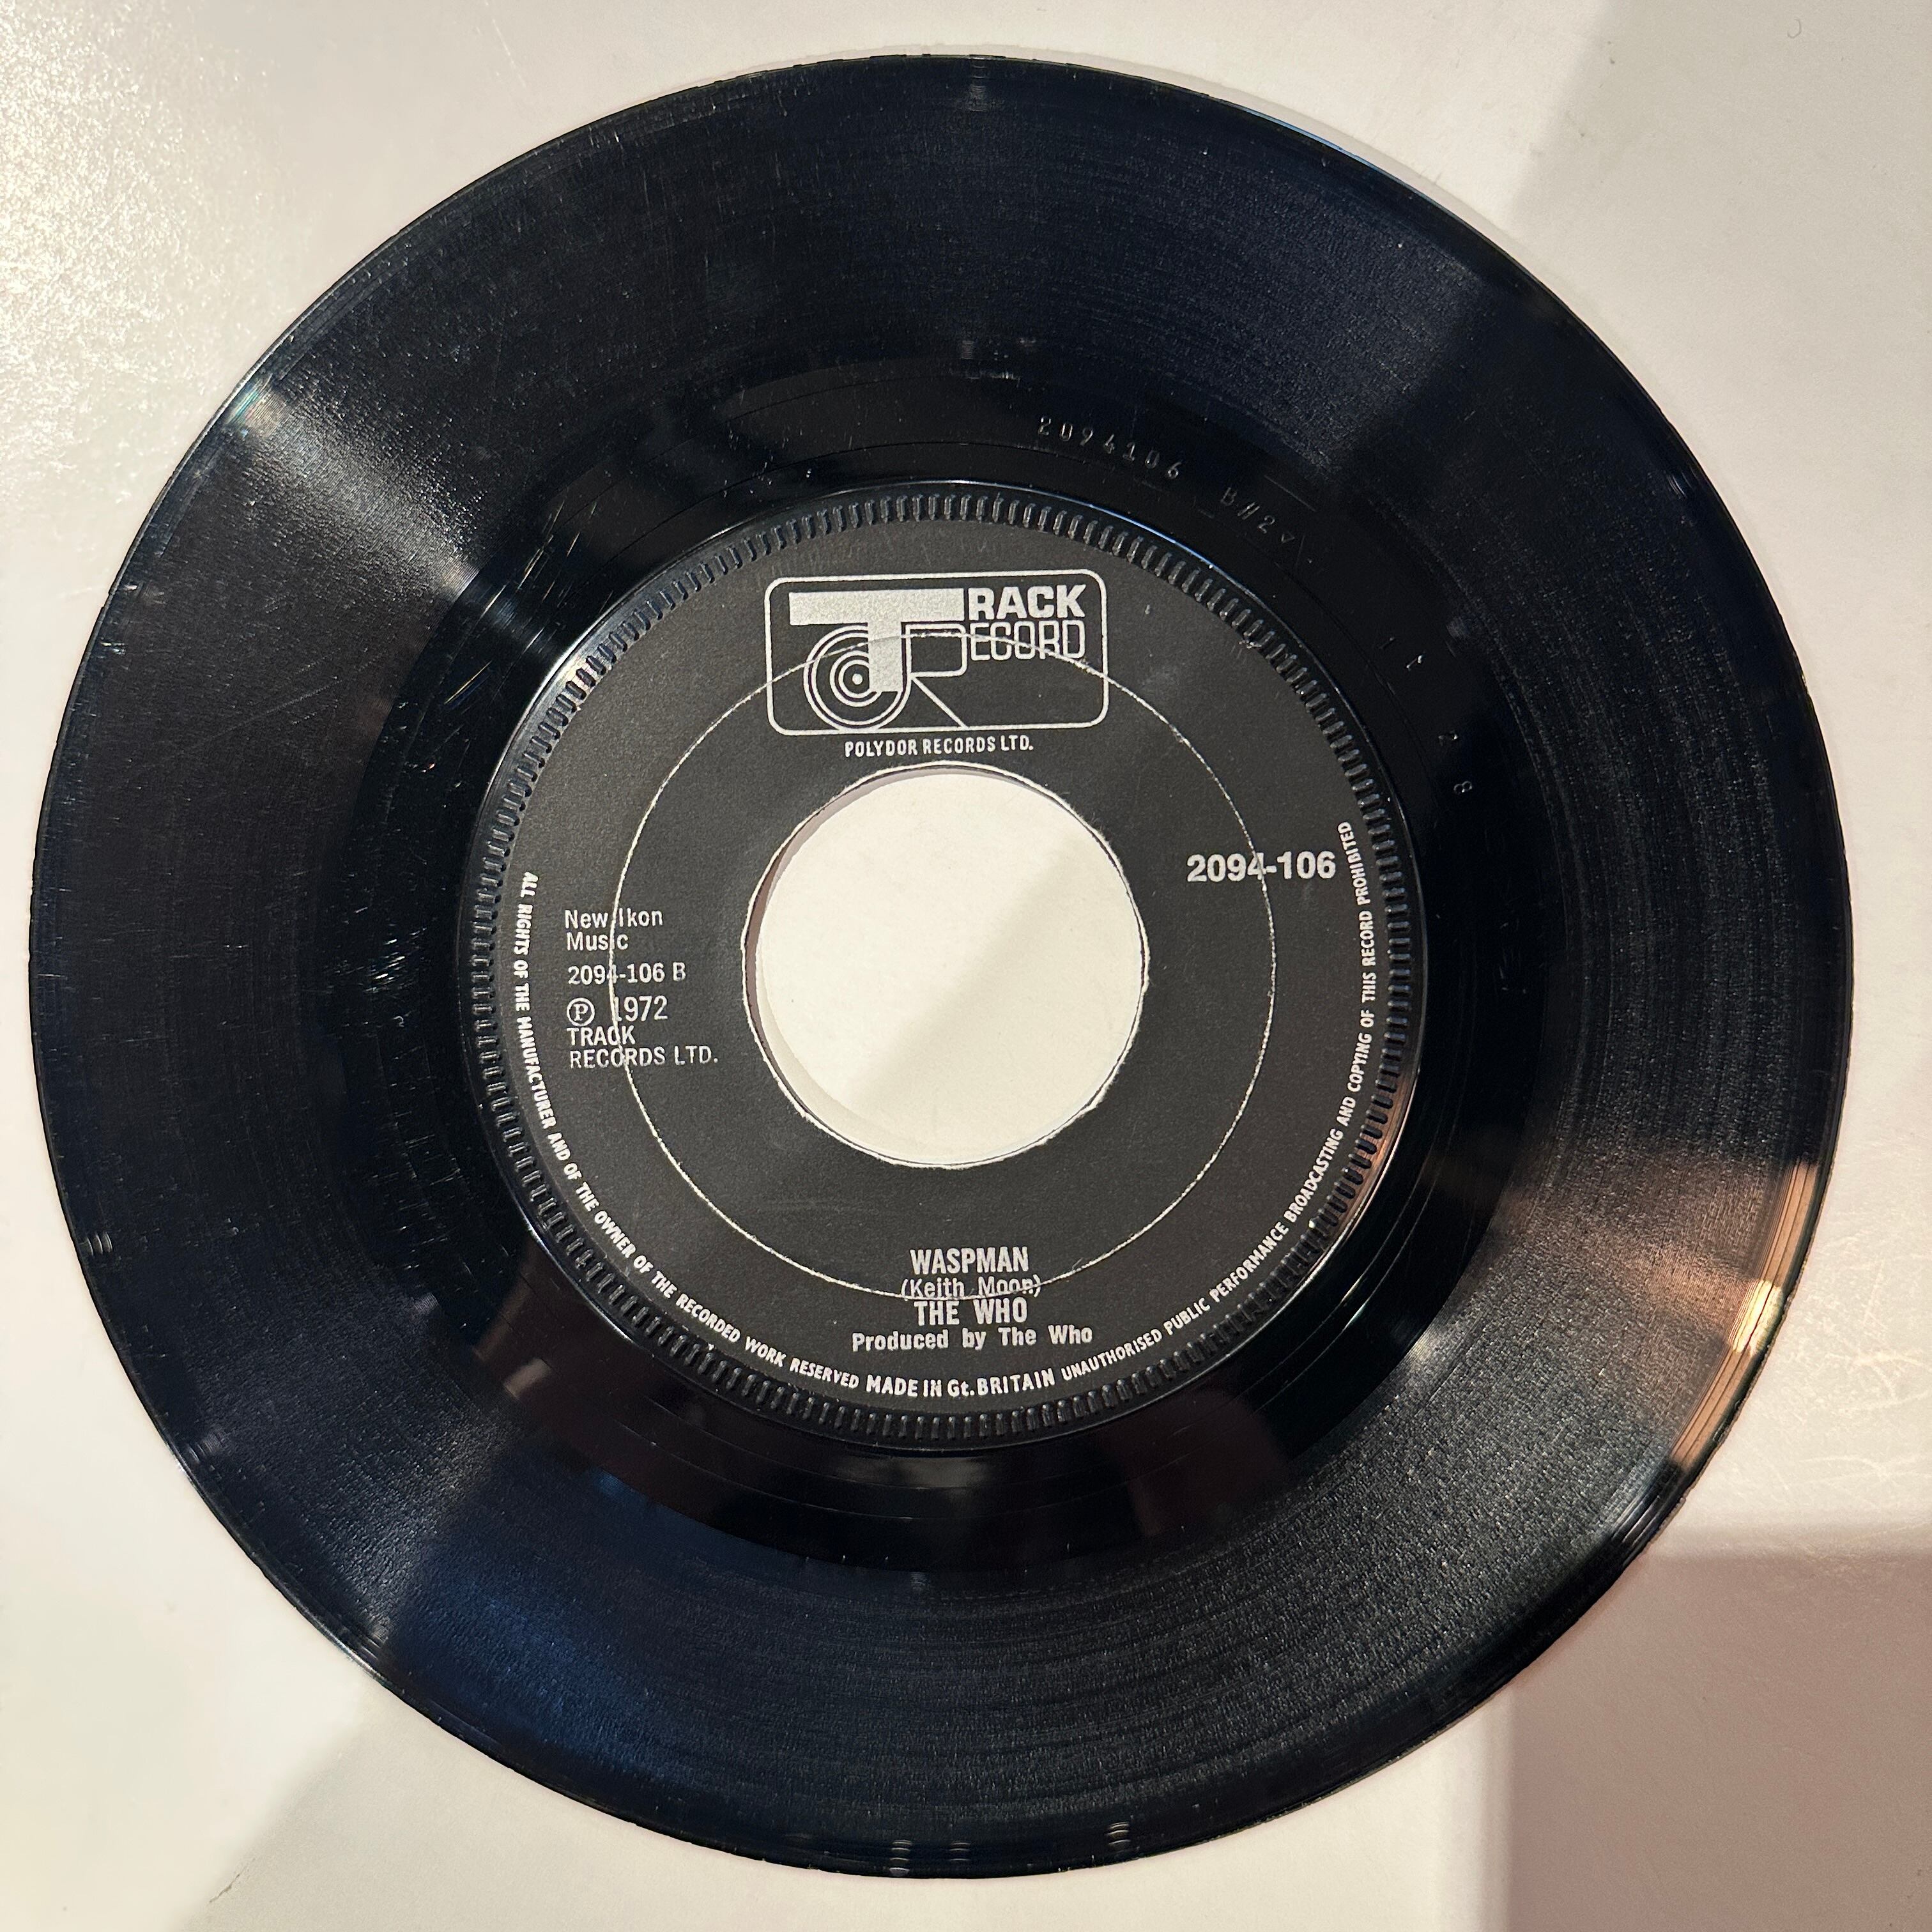 2094106 B//2
TRACK
RECORD
POLYDOR RECORDS LTD.
2094-106
New Ikon
Music
2094-106 B
Ⓟ 1972
TRACK
RECORDS LTD.
WASPMAN
(Keith Moon)
THE WHO
Produced by The Who
ALL RIGHTS OF THE MANUFACTURER AND OF THE OWNER OF THE RECORDED WORK RESERVED MADE IN Gt. BRITAIN UNAUTHORISED PUBLIC PERFORMANCE BROADCASTING AND COPYING OF THIS RECORD PROHIBITED